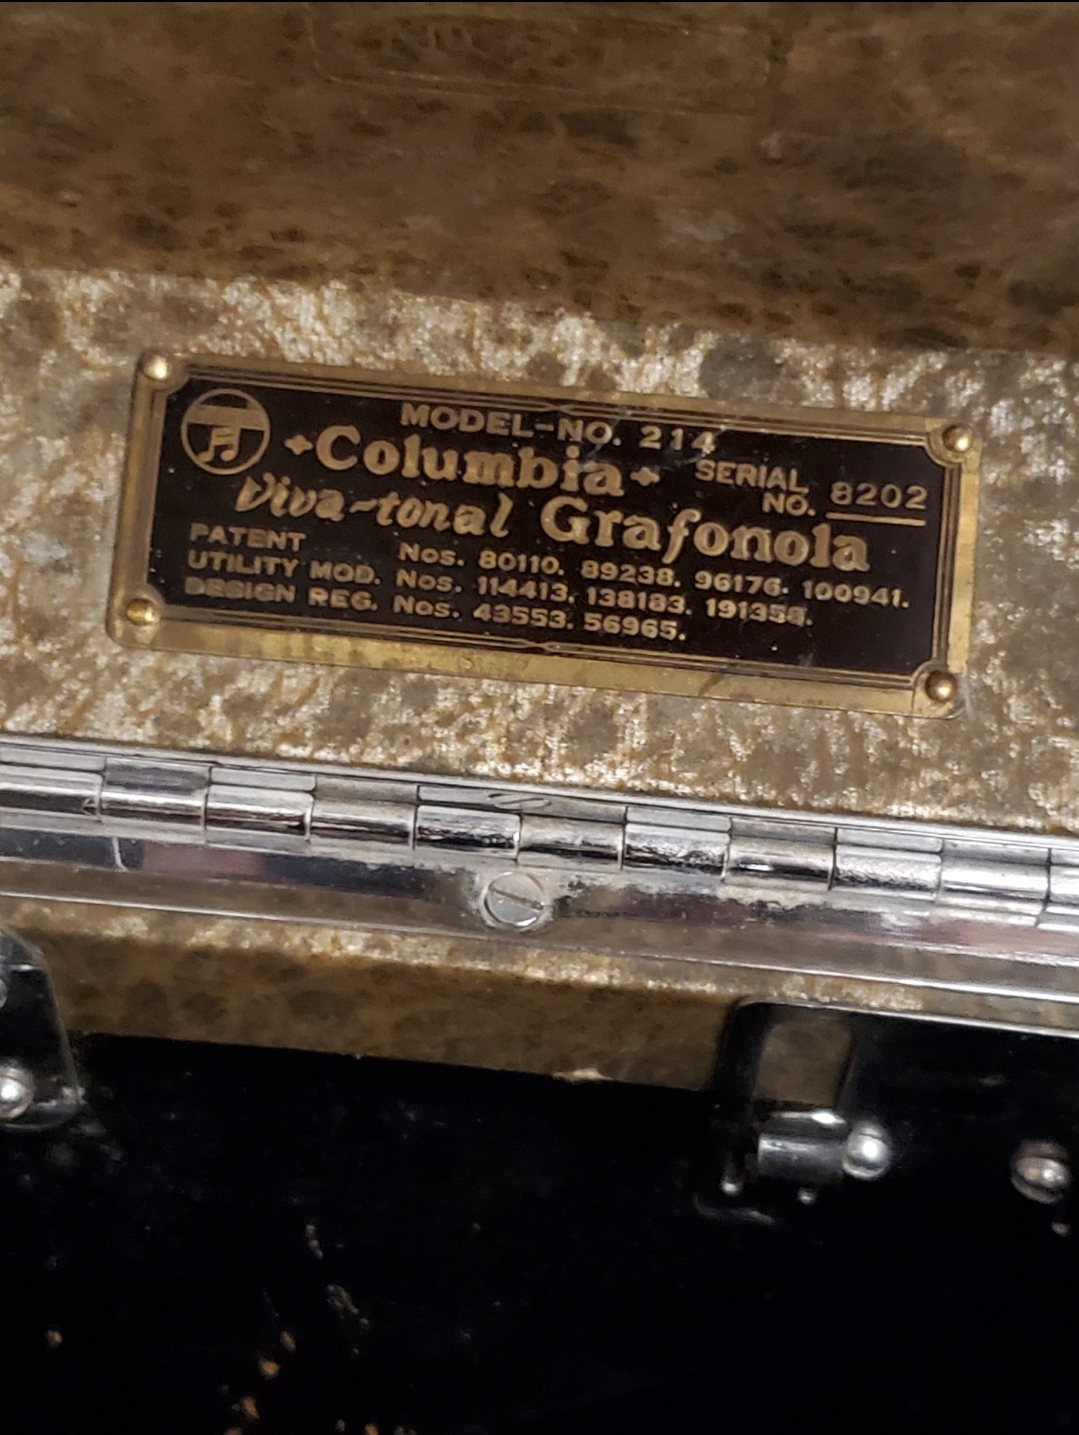 MODEL-NO. 214
Columbia
SERIAL
NO. 8202
Viva-tonal Grafonola
PATENT Nos. 80110. 89238. 96176. 100941.
UTILITY MOD. Nos. 114413. 138183. 191358.
DESIGN REG. Nos. 43553. 56965.